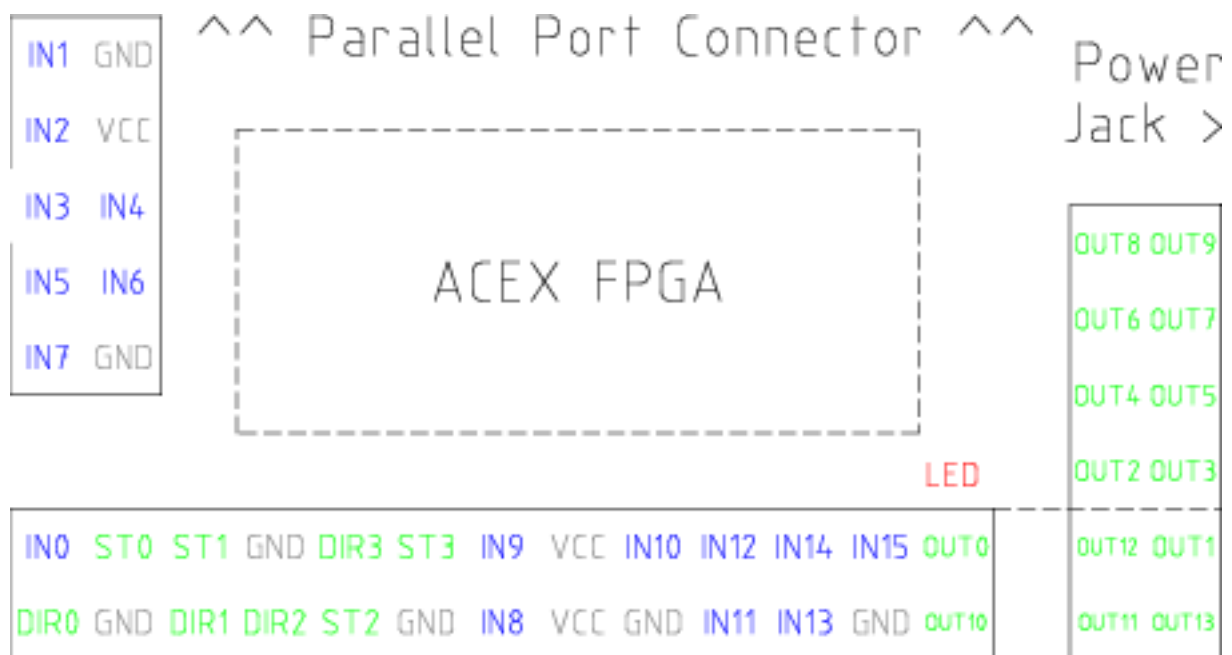 ^^ Parallel Port Connector ^^
Power
Jack >
IN1 GND
IN2 VCC
IN3 IN4
IN5 IN6
IN7 GND
ACEX FPGA
OUT8 OUT9
OUT6 OUT7
OUT4 OUT5
OUT2 OUT3
OUT12 OUT1
OUT11 OUT13
LED
IN0 ST0 ST1 GND DIR3 ST3 IN9 VCC IN10 IN12 IN14 IN15 OUT0
DIR0 GND DIR1 DIR2 ST2 GND IN8 VCC GND IN11 IN13 GND OUT10